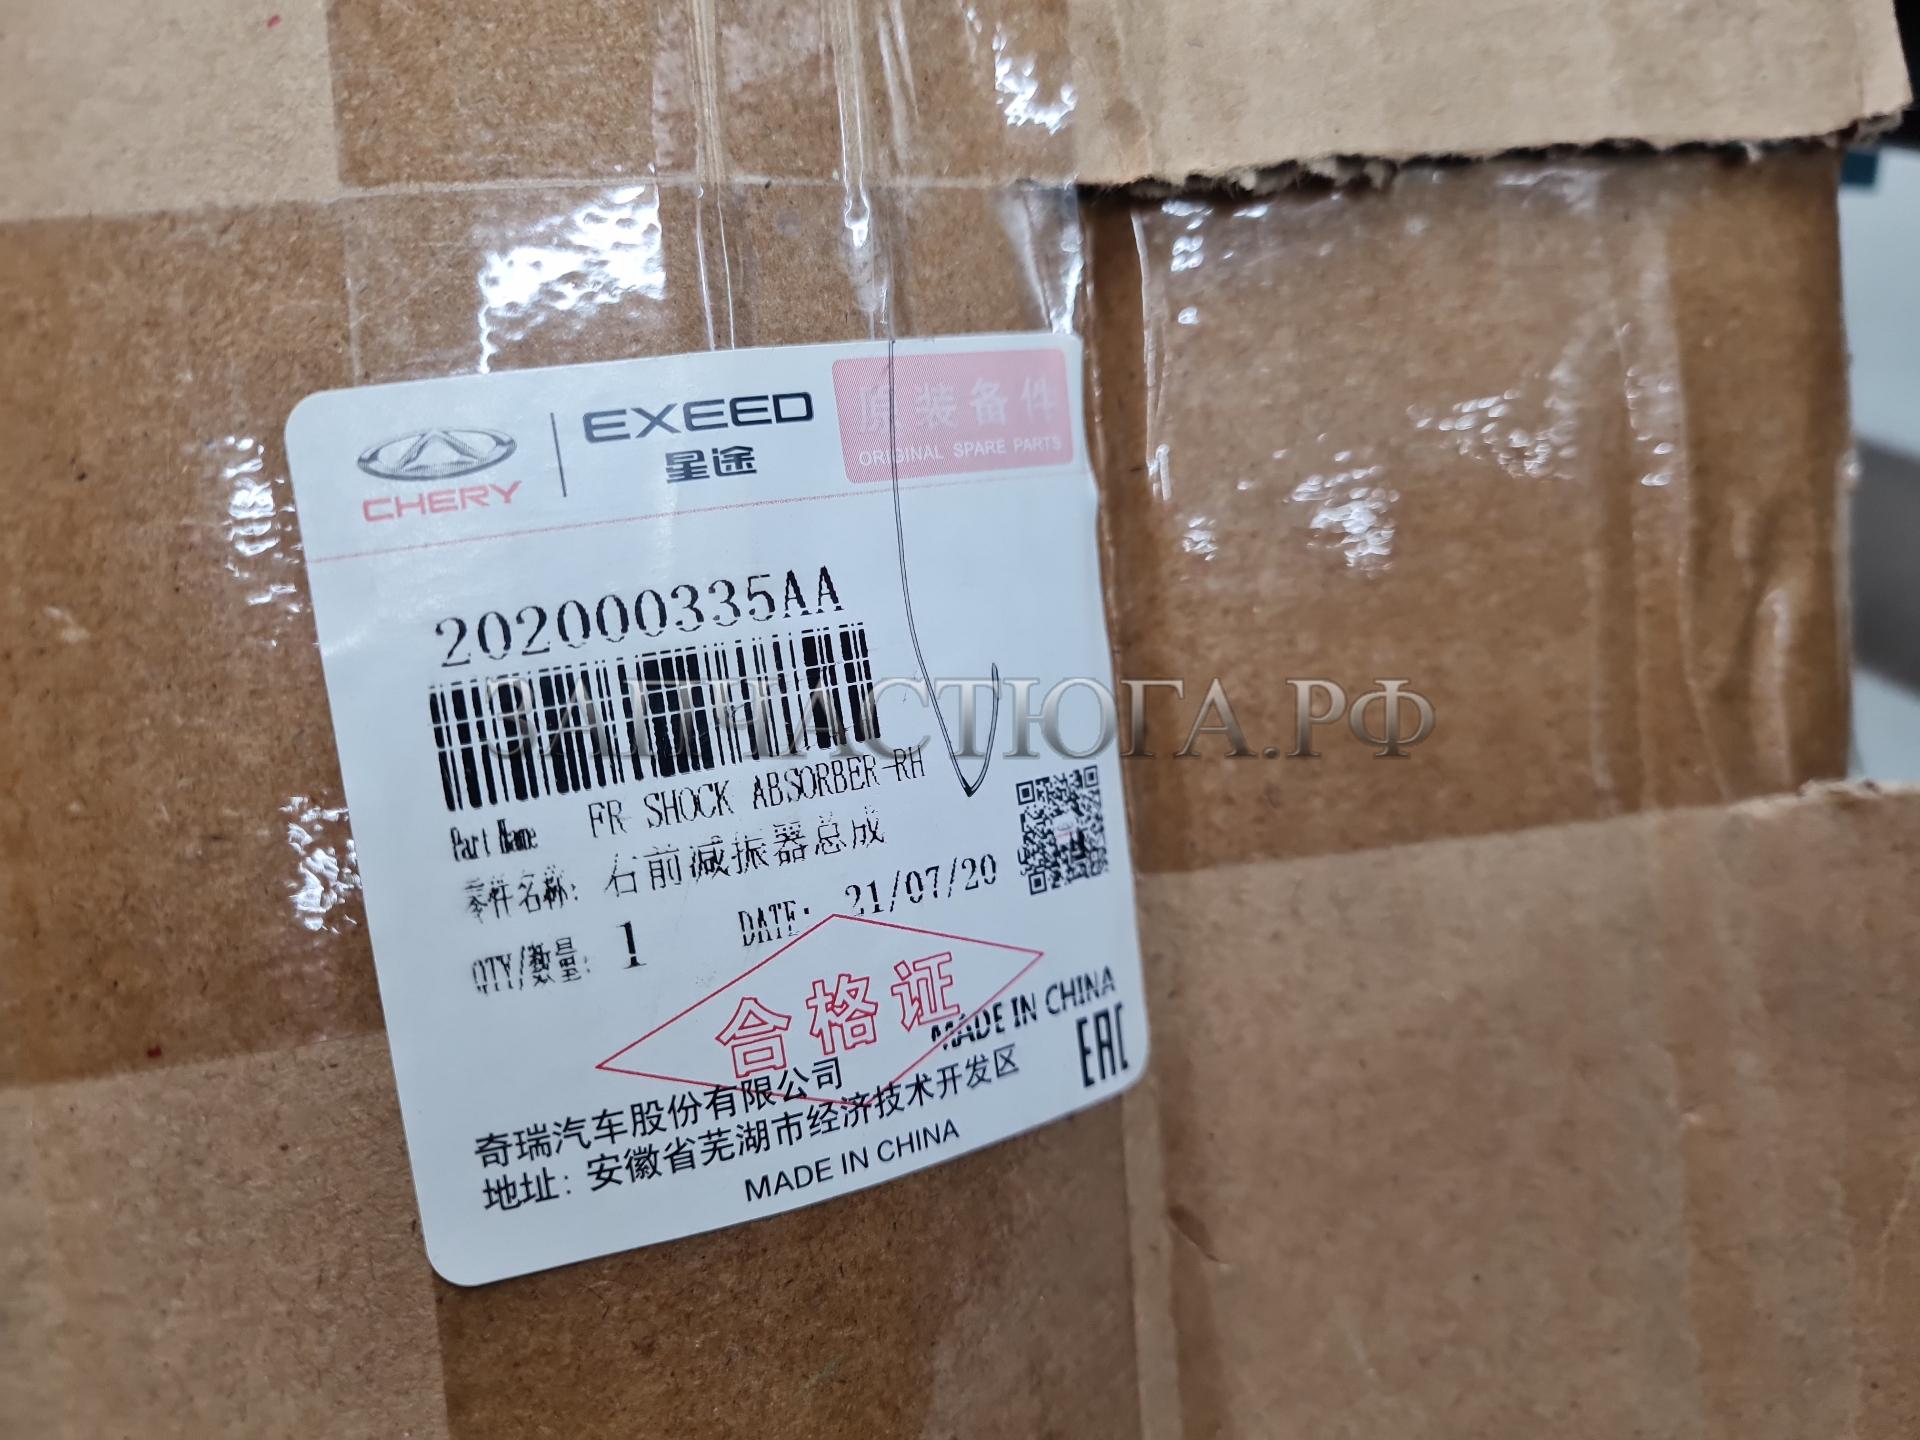 CHERY
EXEED
星途
原装备件
ORIGINAL SPARE PARTS
202000335AA
ЗАПЧАСТЮГА.РФ
Part Name FR SHOCK ABSORBER-RH
零件名称: 右前减振器总成
QTY/数量: 1 DATE: 21/07/20
合格证
MADE IN CHINA
EAC
奇瑞汽车股份有限公司
地址: 安徽省芜湖市经济技术开发区
MADE IN CHINA